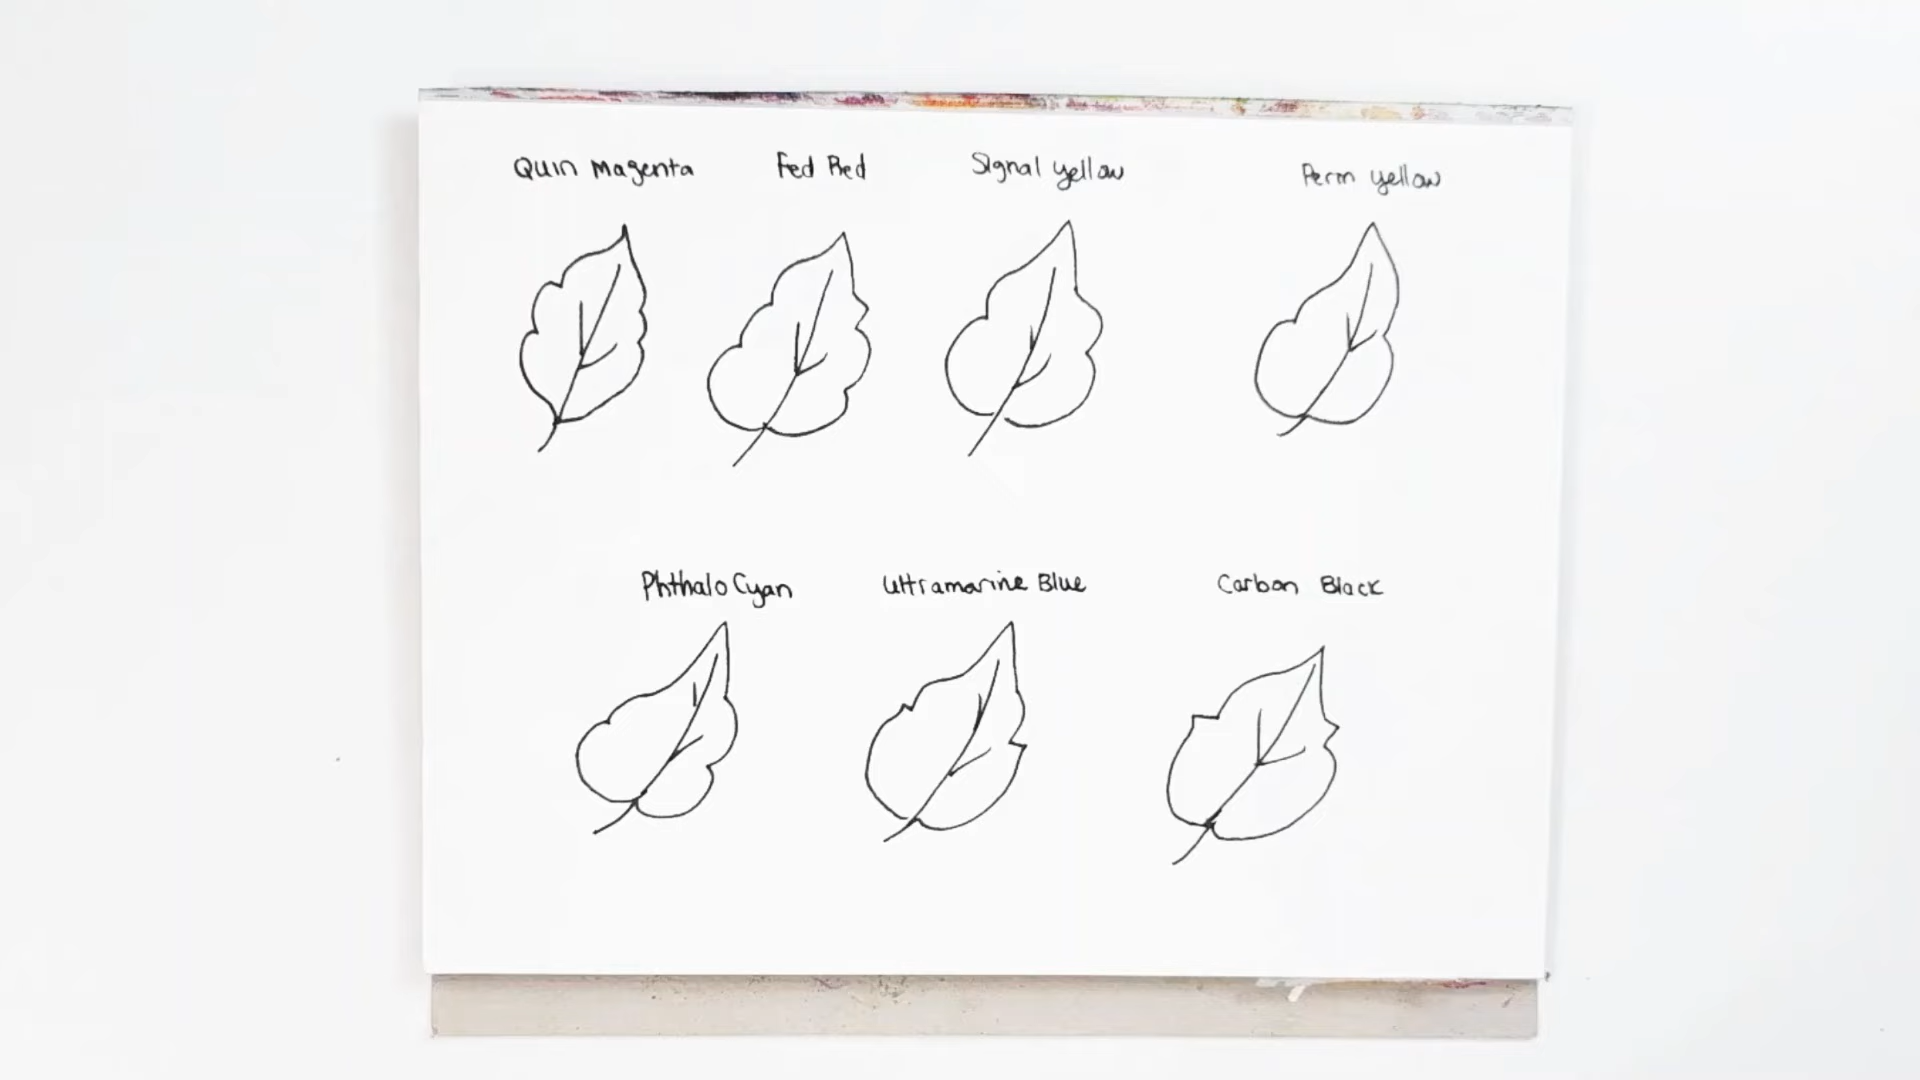 Quin Magenta
Fed Red
Signal yellow
Perm yellow
Phthalo Cyan
Ultramarine Blue
Carbon Black